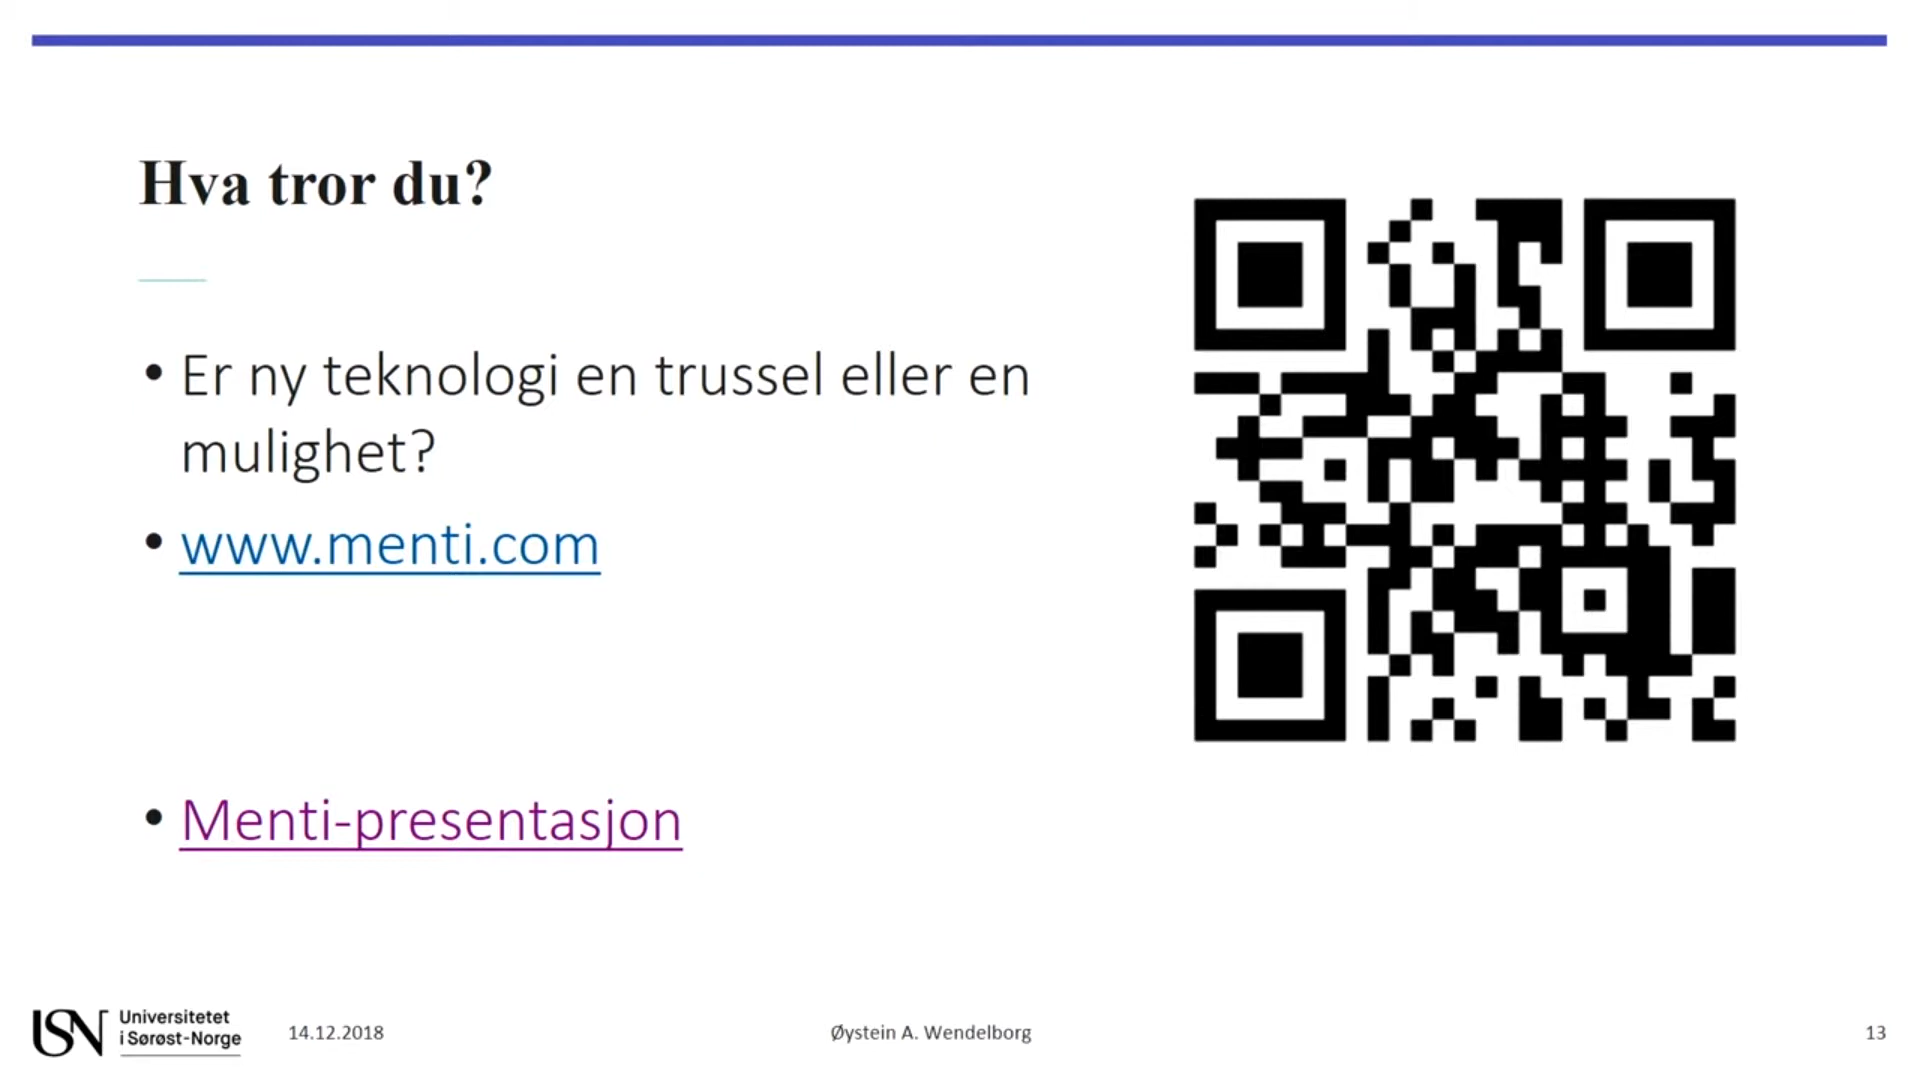 Hva tror du?
• Er ny teknologi en trussel eller en
mulighet?
• www.menti.com
• Menti-presentasjon
USN Universitetet
i Sørøst-Norge
14.12.2018
Øystein A. Wendelborg
13